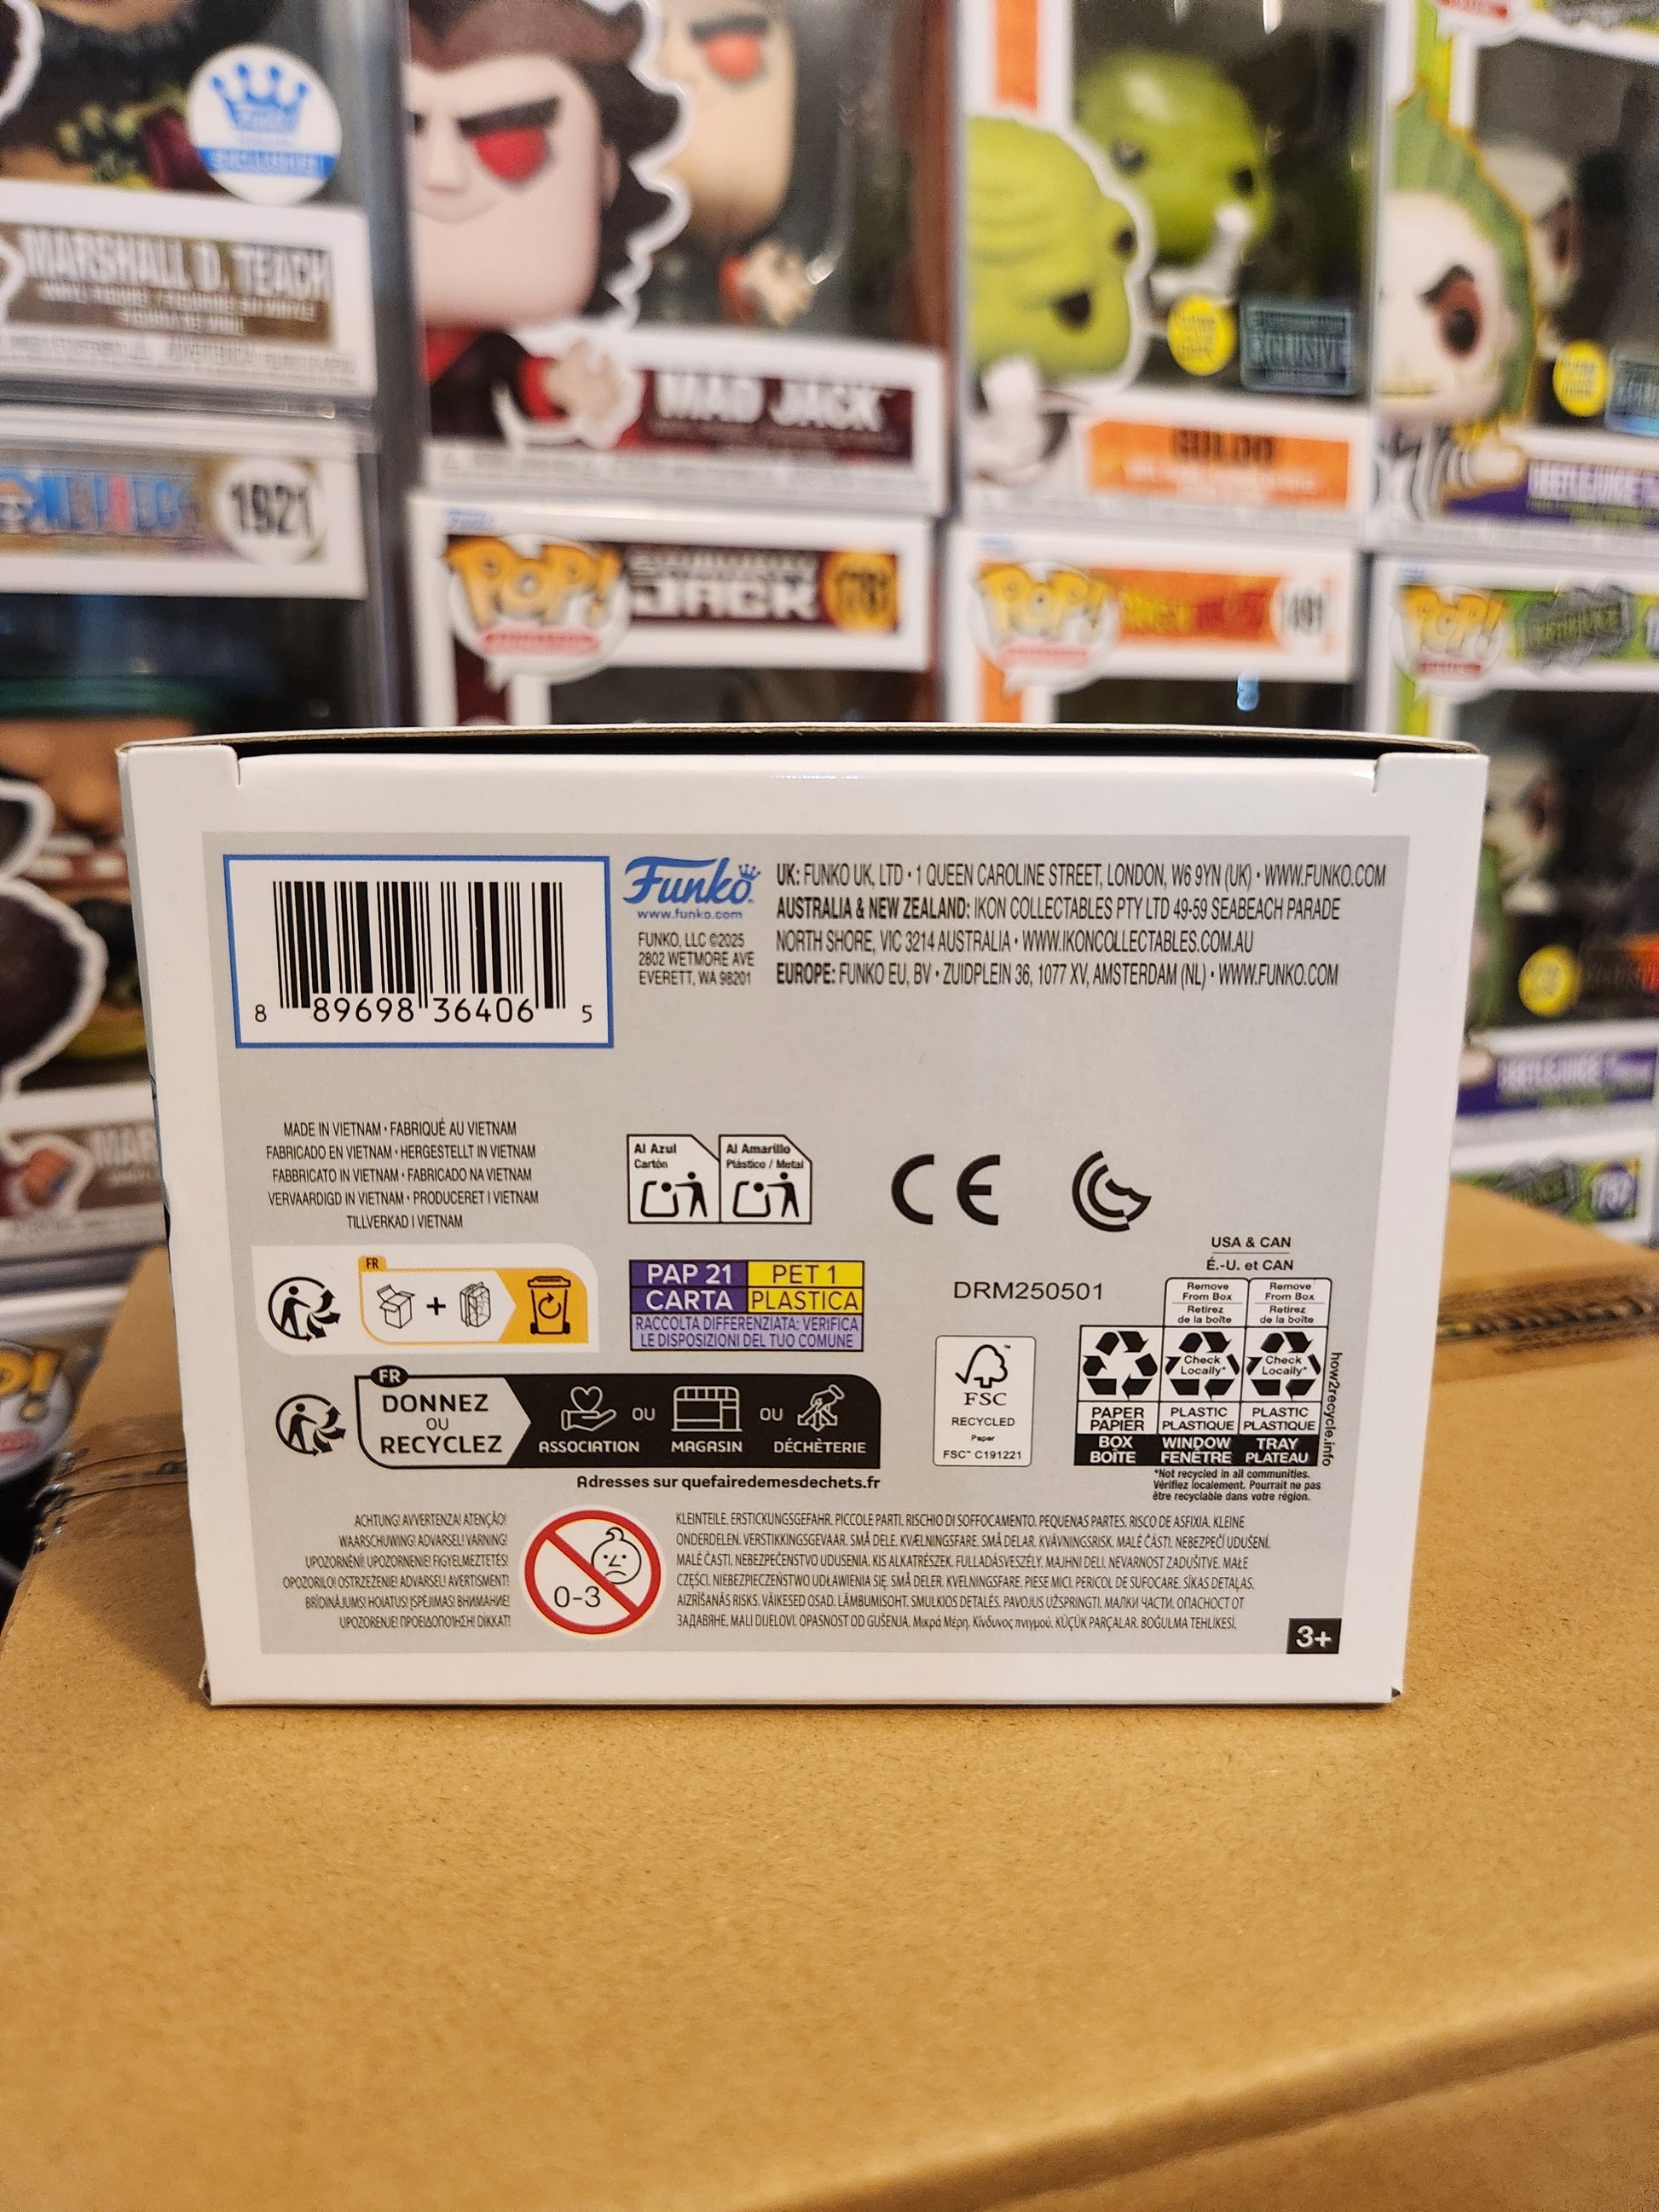 MARSHALL D. TEACH
1921
MAD JACK
POP!
JACK
POP!
POP!
8 89698 36406 5
Funko
www.funko.com
FUNKO, LLC ©2025
2802 WETMORE AVE
EVERETT, WA 98201
UK: FUNKO UK, LTD • 1 QUEEN CAROLINE STREET, LONDON, W6 9YN (UK) • WWW.FUNKO.COM
AUSTRALIA & NEW ZEALAND: IKON COLLECTABLES PTY LTD 49-59 SEABEACH PARADE
NORTH SHORE, VIC 3214 AUSTRALIA • WWW.IKONCOLLECTABLES.COM.AU
EUROPE: FUNKO EU, BV • ZUIDPLEIN 36, 1077 XV, AMSTERDAM (NL) • WWW.FUNKO.COM
MADE IN VIETNAM • FABRIQUÉ AU VIETNAM
FABRICADO EN VIETNAM • HERGESTELLT IN VIETNAM
FABBRICATO IN VIETNAM • FABRICADO NA VIETNAM
VERVAARDIGD IN VIETNAM • PRODUCERET I VIETNAM
TILLVERKAD I VIETNAM
Al Azul
Cartón
Al Amarillo
Plástico / Metal
CE
FR
PAP 21
CARTA
PET 1
PLASTICA
RACCOLTA DIFFERENZIATA: VERIFICA
LE DISPOSIZIONI DEL TUO COMUNE
DRM250501
FSC™
RECYCLED
Paper
FSC™ C191221
USA & CAN
É.-U. et CAN
Remove From Box
Retirez de la boîte
Remove From Box
Retirez de la boîte
Check Locally*
Check Locally*
PAPER
PAPIER
PLASTIC
PLASTIQUE
PLASTIC
PLASTIQUE
BOX
BOÎTE
WINDOW
FENÊTRE
TRAY
PLATEAU
how2recycle.info
*Not recycled in all communities.
Vérifiez localement. Pourrait ne pas
être recyclable dans votre région.
FR
DONNEZ
OU
RECYCLEZ
ASSOCIATION
OU
MAGASIN
OU
DÉCHÈTERIE
Adresses sur quefairedemesdechets.fr
ACHTUNG! AVVERTENZA! ATENÇÃO!
WAARSCHUWING! ADVARSEL! VARNING!
UPOZORNĚNÍ! UPOZORNENIE! FIGYELMEZTETÉS!
OPOZORILO! OSTRZEŻENIE! ADVARSEL! AVERTISMENT!
BRĪDINĀJUMS! HOIATUS! ĮSPĖJIMAS! ВНИМАНИЕ!
UPOZORENJE! ΠΡΟΕΙΔΟΠΟΙΗΣΗ! DİKKAT!
0-3
KLEINTEILE. ERSTICKUNGSGEFAHR. PICCOLE PARTI. RISCHIO DI SOFFOCAMENTO. PEQUENAS PARTES. RISCO DE ASFIXIA. KLEINE
ONDERDELEN. VERSTIKKINGSGEVAAR. SMÅ DELE. KVÆLNINGSFARE. SMÅ DELAR. KVÄVNINGSRISK. MALÉ ČÁSTI. NEBEZPEČÍ UDUŠENÍ.
MALÉ ČASTI. NEBEZPEČENSTVO UDUSENIA. KIS ALKATRÉSZEK. FULLADÁSVESZÉLY. MAJHNI DELI. NEVARNOST ZADUŠITVE. MAŁE
CZĘŚCI. NIEBEZPIECZEŃSTWO UDŁAWIENIA SIĘ. SMÅ DELER. KVELNINGSFARE. PIESE MICI. PERICOL DE SUFOCARE. SĪKAS DETAĻAS.
AIZRĪŠANĀS RISKS. VÄIKESED OSAD. LÄMBUMISOHT. SMULKIOS DETALĖS. PAVOJUS UŽSPRINGTI. МАЛКИ ЧАСТИ. ОПАСНОСТ ОТ
ЗАДАВЯНЕ. MALI DIJELOVI. OPASNOST OD GUŠENJA. Μικρά Μέρη. Κίνδυνος πνιγμού. KÜÇÜK PARÇALAR. BOĞULMA TEHLİKESİ.
3+